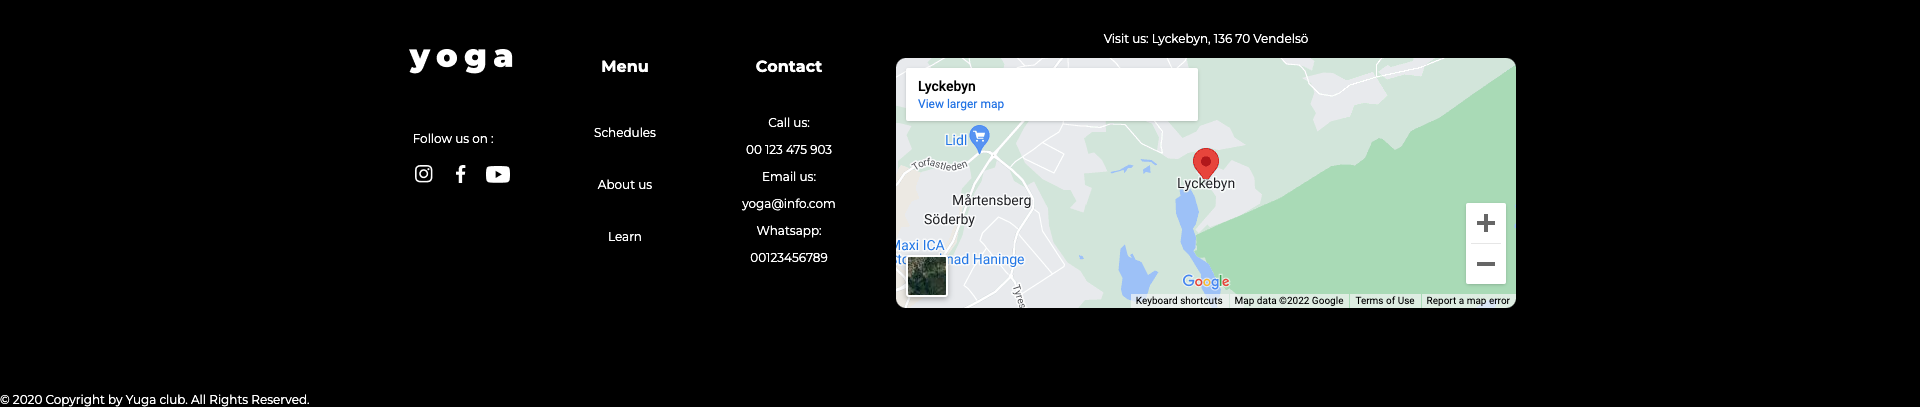 yoga
Follow us on :
Menu
Schedules
About us
Learn
Contact
Call us:
00 123 475 903
Email us:
yoga@info.com
Whatsapp:
00123456789
Visit us: Lyckebyn, 136 70 Vendelsö
Lyckebyn
View larger map
Lidl
Torfastleden
Lyckebyn
Mårtensberg
Söderby
Maxi ICA
Haninge
Google
Keyboard shortcuts
Map data ©2022 Google
Terms of Use
Report a map error
© 2020 Copyright by Yuga club. All Rights Reserved.